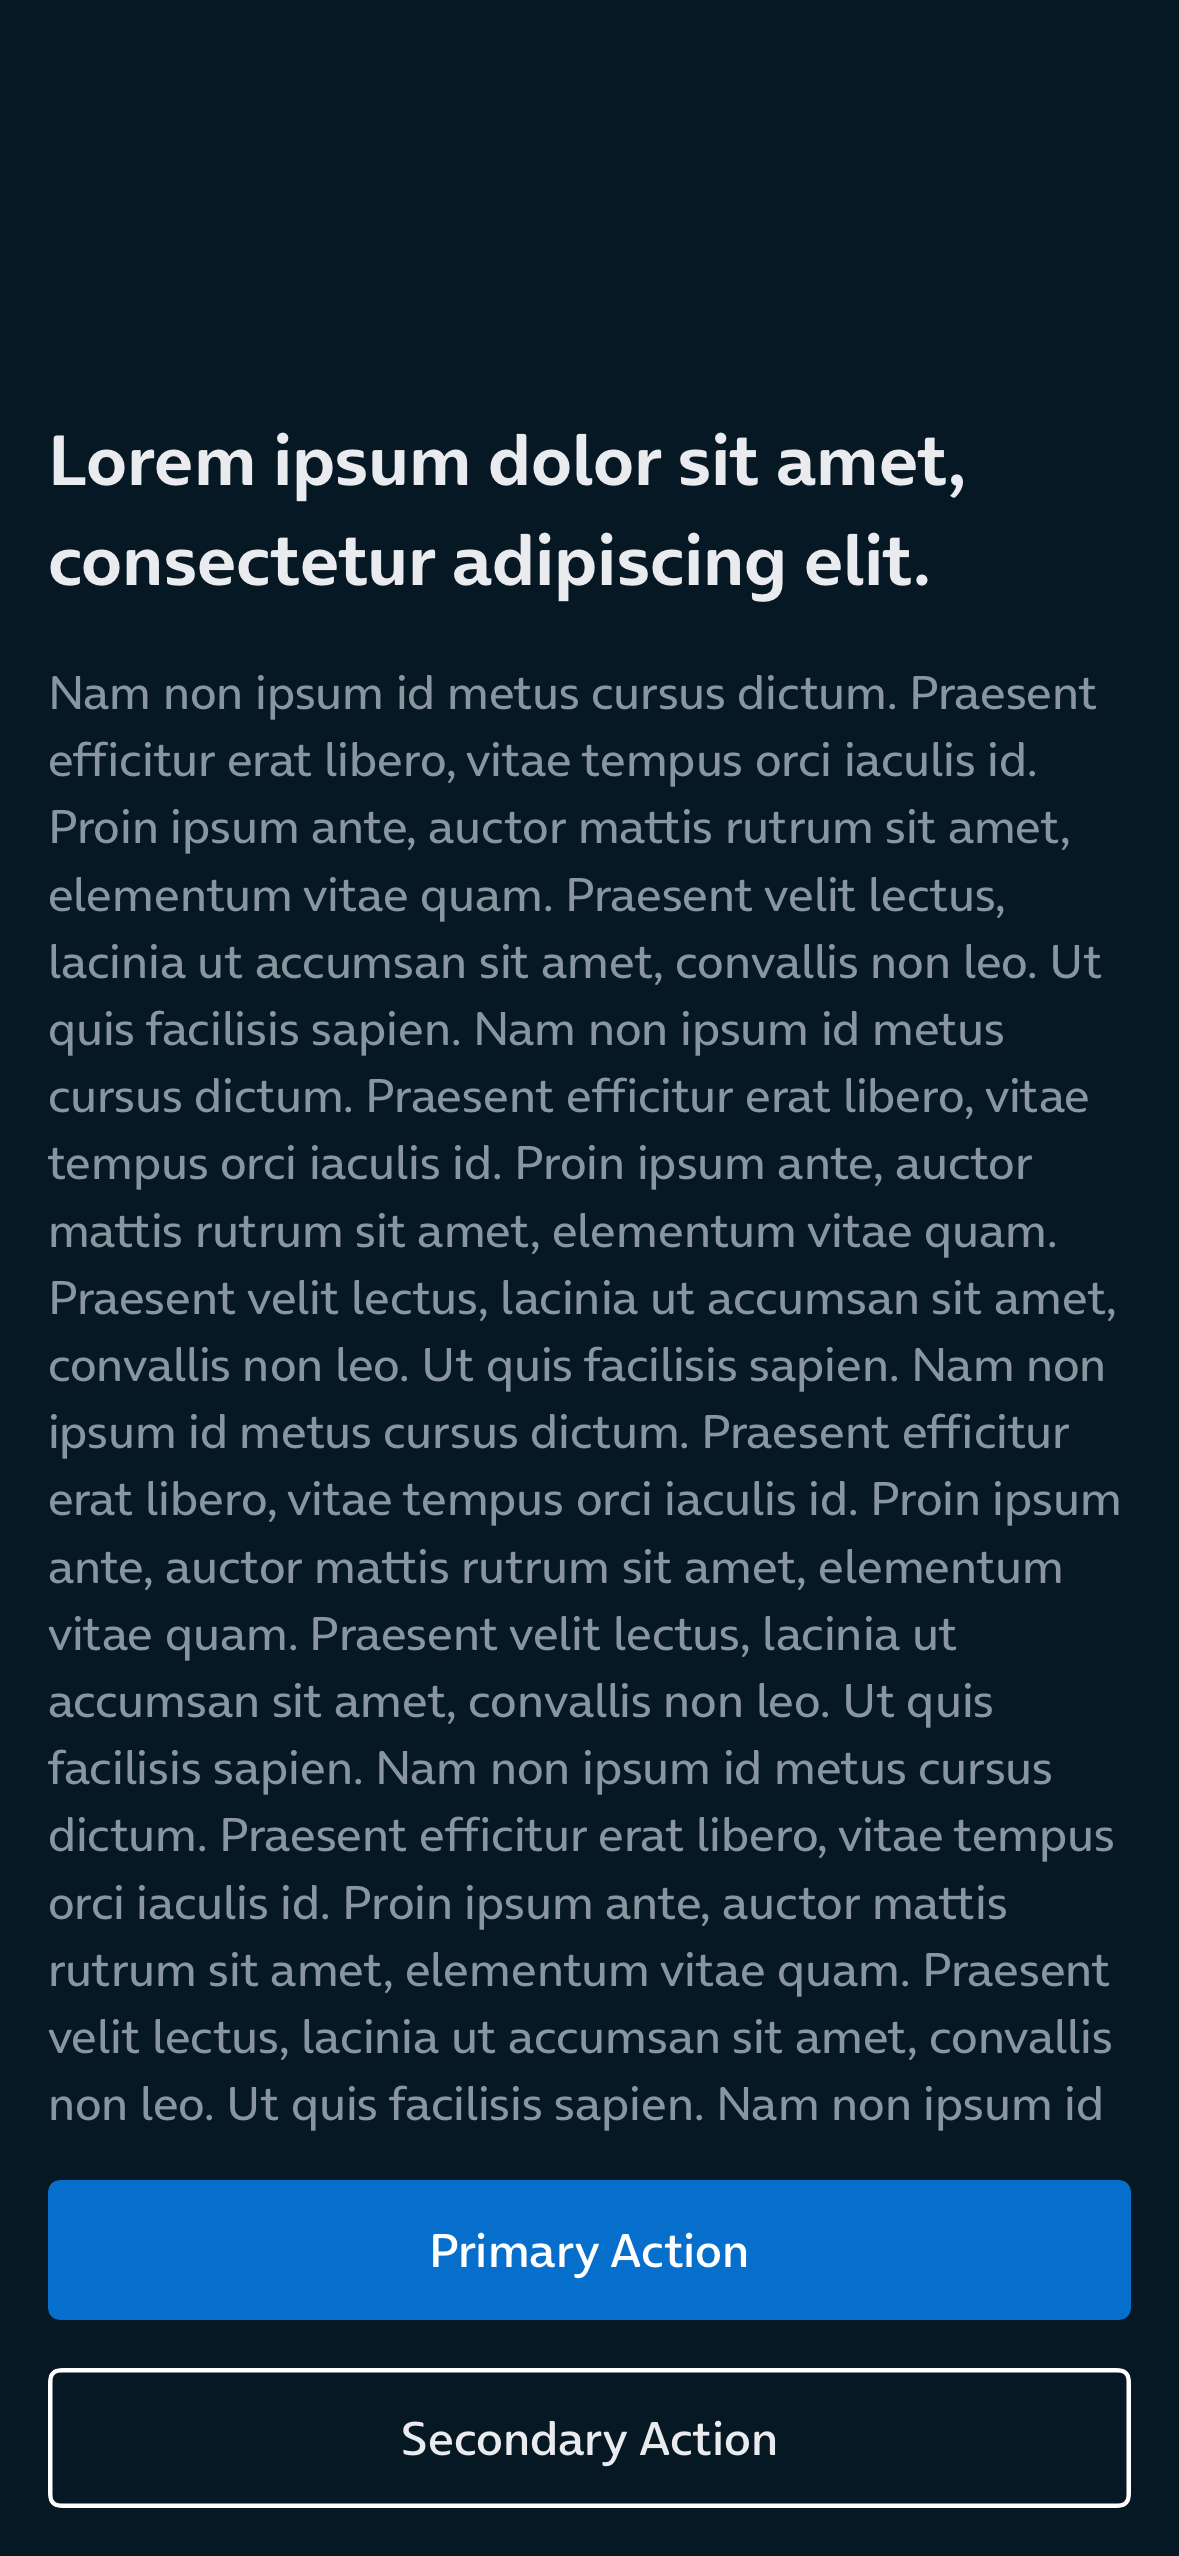 Lorem ipsum dolor sit amet,
consectetur adipiscing elit.
Nam non ipsum id metus cursus dictum. Praesent
efficitur erat libero, vitae tempus orci iaculis id.
Proin ipsum ante, auctor mattis rutrum sit amet,
elementum vitae quam. Praesent velit lectus,
lacinia ut accumsan sit amet, convallis non leo. Ut
quis facilisis sapien. Nam non ipsum id metus
cursus dictum. Praesent efficitur erat libero, vitae
tempus orci iaculis id. Proin ipsum ante, auctor
mattis rutrum sit amet, elementum vitae quam.
Praesent velit lectus, lacinia ut accumsan sit amet,
convallis non leo. Ut quis facilisis sapien. Nam non
ipsum id metus cursus dictum. Praesent efficitur
erat libero, vitae tempus orci iaculis id. Proin ipsum
ante, auctor mattis rutrum sit amet, elementum
vitae quam. Praesent velit lectus, lacinia ut
accumsan sit amet, convallis non leo. Ut quis
facilisis sapien. Nam non ipsum id metus cursus
dictum. Praesent efficitur erat libero, vitae tempus
orci iaculis id. Proin ipsum ante, auctor mattis
rutrum sit amet, elementum vitae quam. Praesent
velit lectus, lacinia ut accumsan sit amet, convallis
non leo. Ut quis facilisis sapien. Nam non ipsum id
Primary Action
Secondary Action